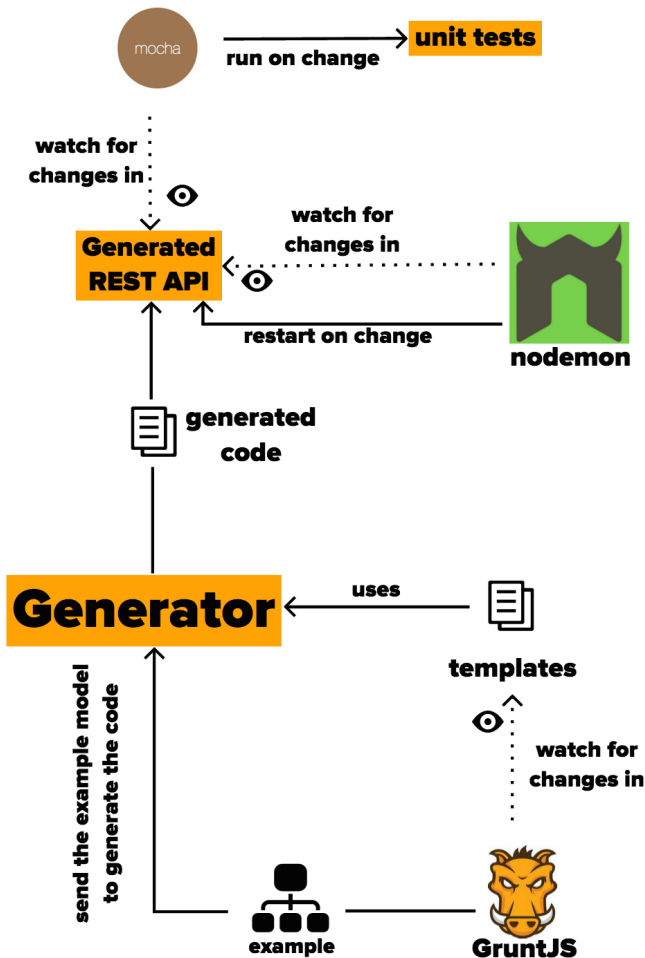 mocha
run on change
unit tests
watch for
changes in
Generated
REST API
watch for
changes in
restart on change
nodemon
generated
code
Generator
uses
templates
send the example model
to generate the code
watch for
changes in
example
GruntJS